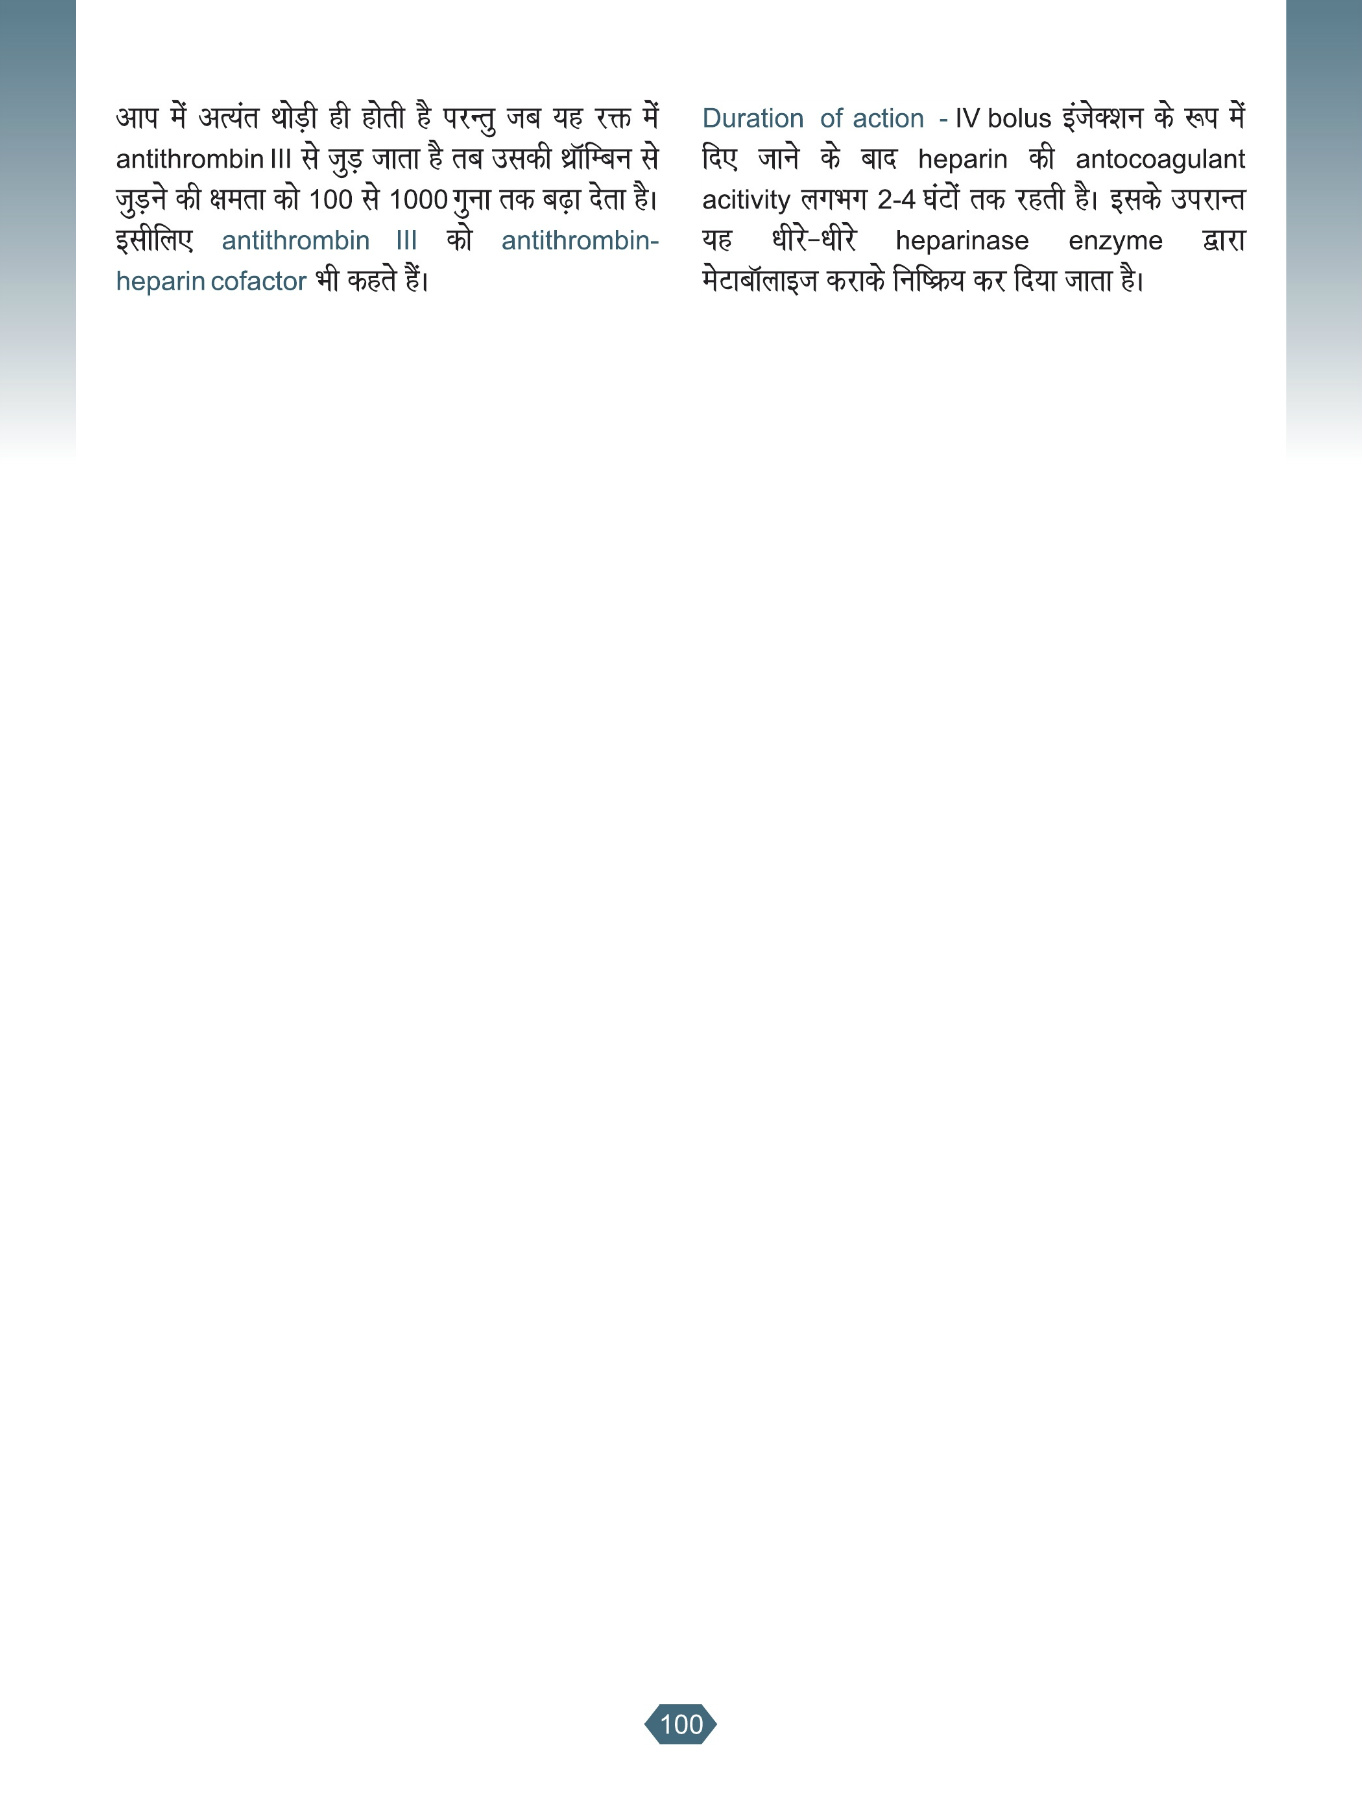 आप में अत्यंत थोड़ी ही होती है परन्तु जब यह रक्त में
antithrombin III से जुड़ जाता है तब उसकी थ्रॉम्बिन से
जुड़ने की क्षमता को 100 से 1000 गुना तक बढ़ा देता है।
इसीलिए antithrombin III को antithrombin-
heparin cofactor भी कहते हैं।
Duration of action - IV bolus इंजेक्शन के रूप में
दिए जाने के बाद heparin की antocoagulant
acitivity लगभग 2-4 घंटों तक रहती है। इसके उपरान्त
यह धीरे-धीरे heparinase enzyme द्वारा
मेटाबॉलाइज कराके निष्क्रिय कर दिया जाता है।
100